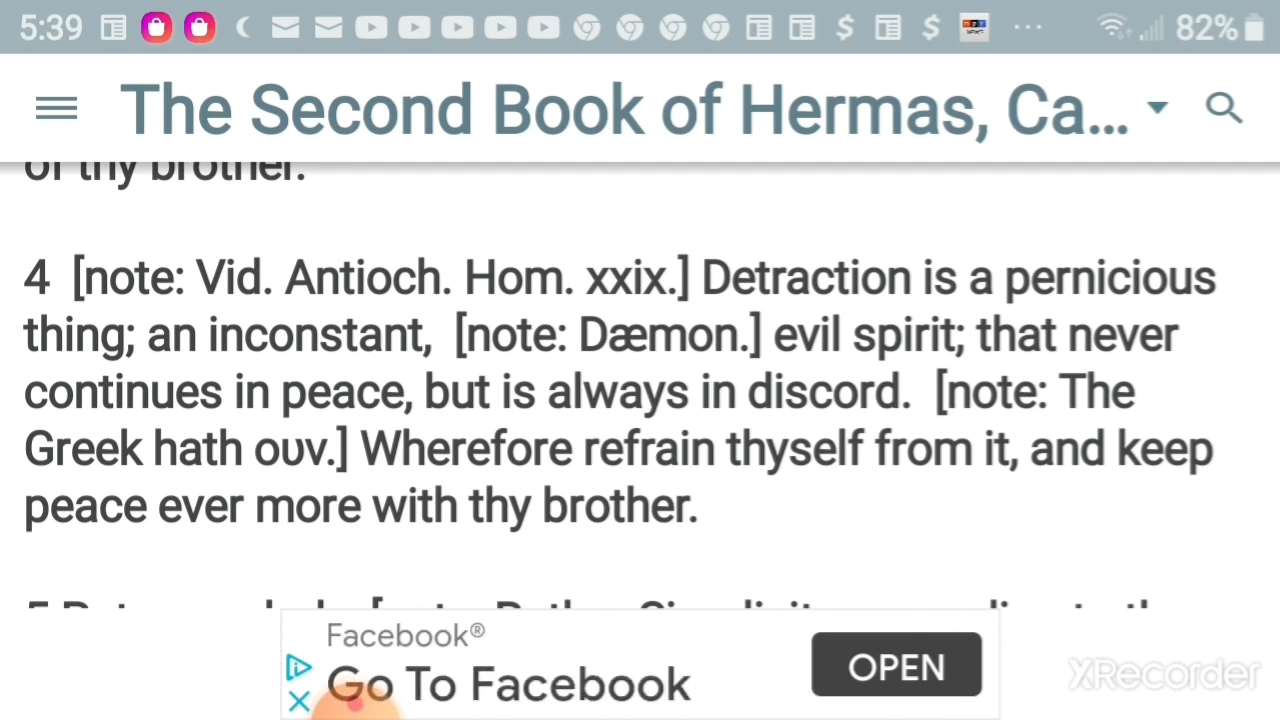 5:39
$
$
...
82%
The Second Book of Hermas, Ca...
of thy brother.
4 [note: Vid. Antioch. Hom. xxix.] Detraction is a pernicious
thing; an inconstant, [note: Dæmon.] evil spirit; that never
continues in peace, but is always in discord. [note: The
Greek hath ουν.] Wherefore refrain thyself from it, and keep
peace ever more with thy brother.
Facebook®
Go To Facebook
OPEN
XRecorder